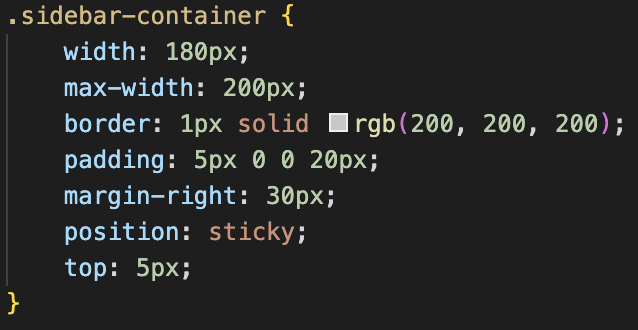 .sidebar-container {
    width: 180px;
    max-width: 200px;
    border: 1px solid rgb(200, 200, 200);
    padding: 5px 0 0 20px;
    margin-right: 30px;
    position: sticky;
    top: 5px;
}